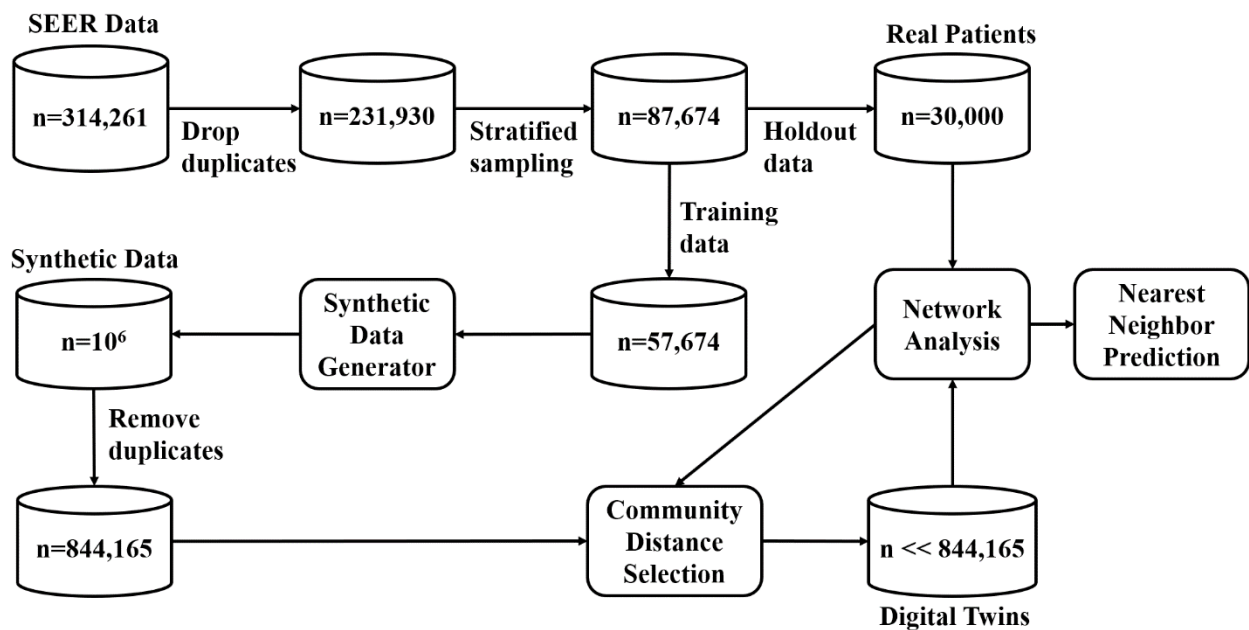 SEER Data
Real Patients
n=314,261
n=231,930
n=87,674
n=30,000
Drop
duplicates
Stratified
sampling
Holdout
data
Training
data
Synthetic Data
n=10⁶
Synthetic
Data
Generator
n=57,674
Network
Analysis
Nearest
Neighbor
Prediction
Remove
duplicates
n=844,165
Community
Distance
Selection
n << 844,165
Digital Twins